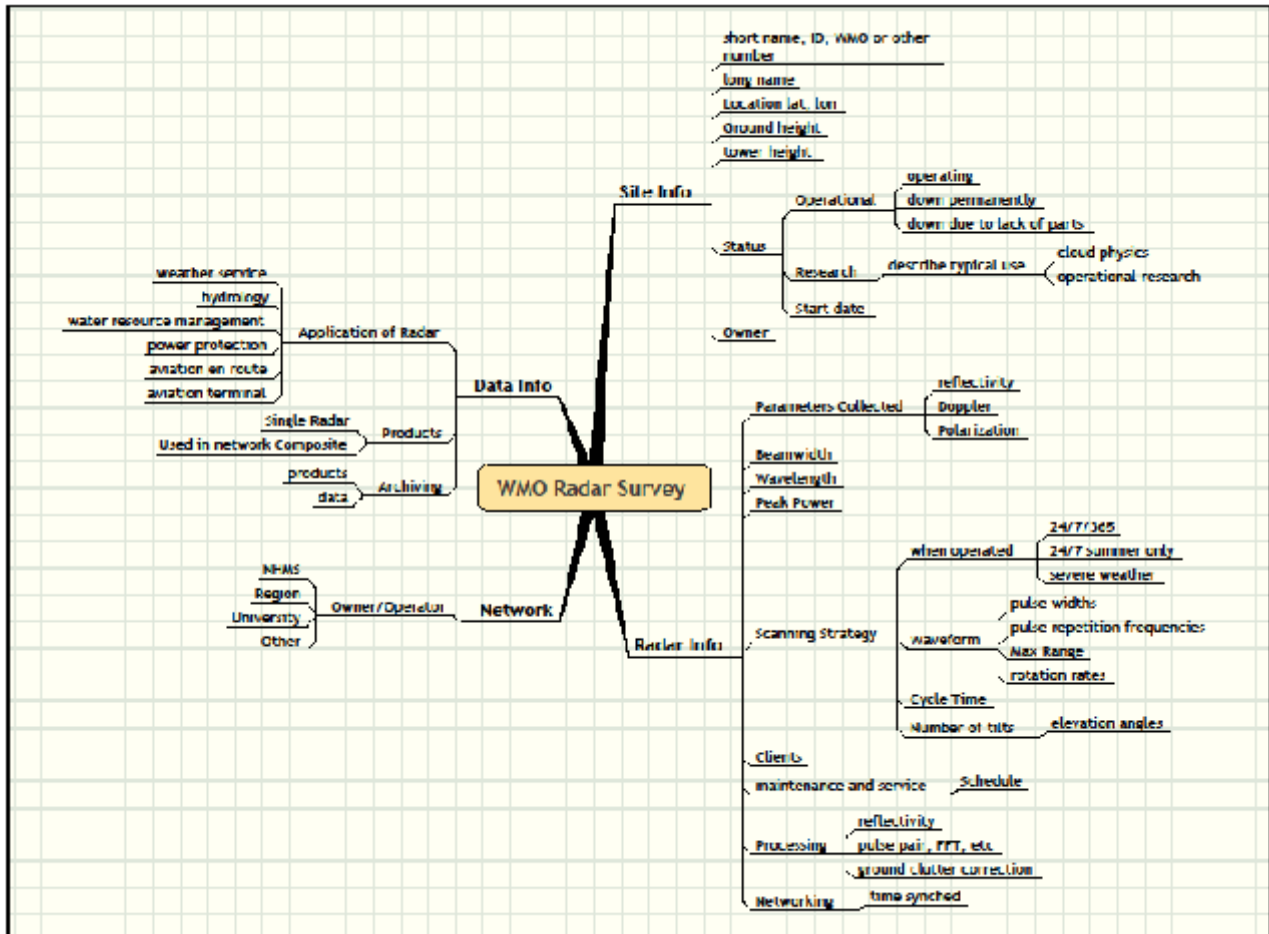 short name, ID, WMO or other
number
long name
Location lat, lon
Ground height
tower height
Site Info
Operational
operating
down permanently
down due to lack of parts
Status
Research
describe typical use
cloud physics
operational research
Start date
Owner
weather service
hydrology
water resource management
power protection
aviation en route
aviation terminal
Application of Radar
Data Info
Single Radar
Used in network Composite
Products
products
data
Archiving
WMO Radar Survey
NHMS
Region
University
Other
Owner/Operator
Network
Radar Info
Parameters Collected
reflectivity
Doppler
Polarization
Beamwidth
Wavelength
Peak Power
Scanning Strategy
when operated
24/7/365
24/7 summer only
severe weather
waveform
pulse widths
pulse repetition frequencies
Max Range
rotation rates
Cycle Time
Number of tilts
elevation angles
Clients
maintenance and service
Schedule
Processing
reflectivity
pulse pair, FFT, etc
ground clutter correction
Networking
time synched